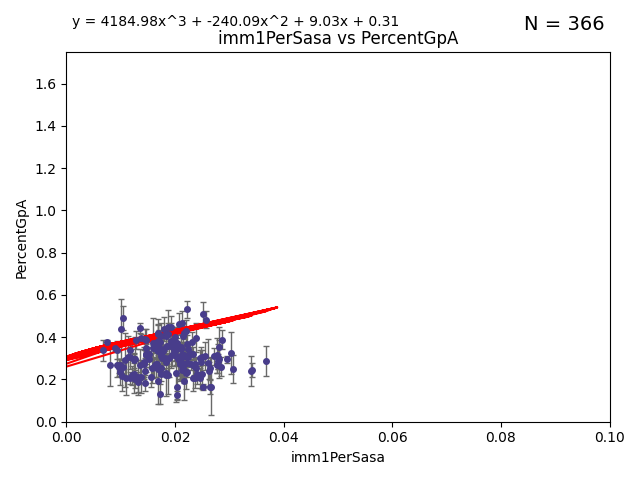 y = 4184.98x^3 + -240.09x^2 + 9.03x + 0.31
N = 366
imm1PerSasa vs PercentGpA
PercentGpA
1.6
1.4
1.2
1.0
0.8
0.6
0.4
0.2
0.0
0.00 0.02 0.04 0.06 0.08 0.10
imm1PerSasa